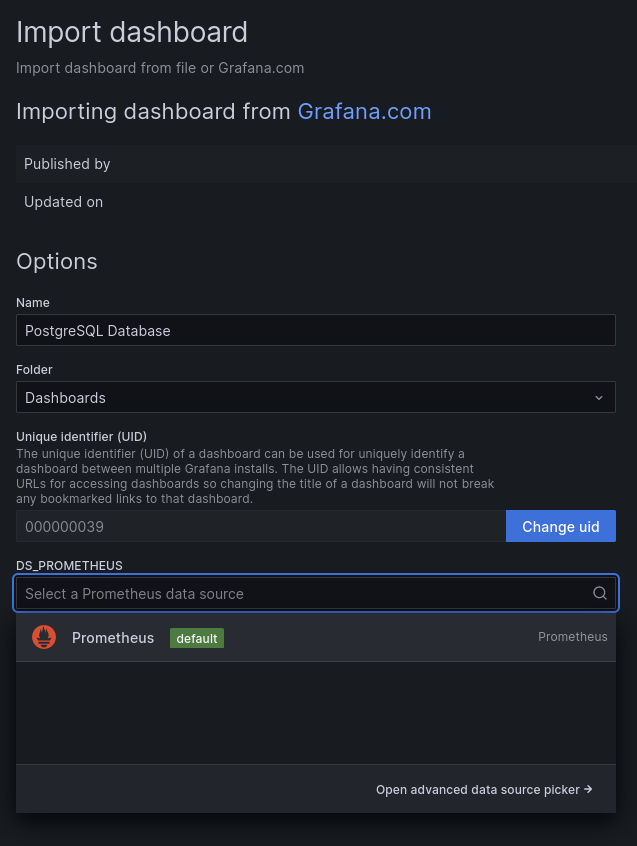 Import dashboard
Import dashboard from file or Grafana.com
Importing dashboard from Grafana.com
Published by
Updated on
Options
Name
PostgreSQL Database
Folder
Dashboards
Unique identifier (UID)
The unique identifier (UID) of a dashboard can be used for uniquely identify a
dashboard between multiple Grafana installs. The UID allows having consistent
URLs for accessing dashboards so changing the title of a dashboard will not break
any bookmarked links to that dashboard.
000000039 Change uid
DS_PROMETHEUS
Select a Prometheus data source
Prometheus default Prometheus
Open advanced data source picker →